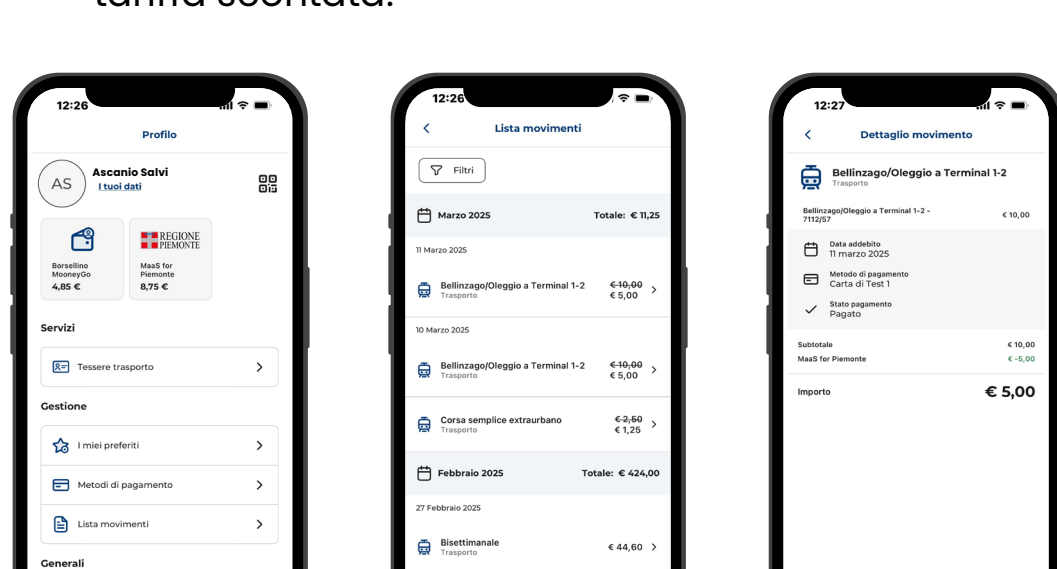 tariffa scontata.
12:26
Profilo
AS
Ascanio Salvi
I tuoi dati
Borsellino
MooneyGo
4,85 €
REGIONE
PIEMONTE
MaaS for
Piemonte
8,75 €
Servizi
Tessere trasporto
Gestione
I miei preferiti
Metodi di pagamento
Lista movimenti
Generali
12:26
Lista movimenti
Filtri
Marzo 2025 Totale: € 11,25
11 Marzo 2025
Bellinzago/Oleggio a Terminal 1-2 € 10,00
Trasporto € 5,00
10 Marzo 2025
Bellinzago/Oleggio a Terminal 1-2 € 10,00
Trasporto € 5,00
Corsa semplice extraurbano € 2,50
Trasporto € 1,25
Febbraio 2025 Totale: € 424,00
27 Febbraio 2025
Bisettimanale € 44,60
Trasporto
12:27
Dettaglio movimento
Bellinzago/Oleggio a Terminal 1-2
Trasporto
Bellinzago/Oleggio a Terminal 1-2 -
7112/57 € 10,00
Data addebito
11 marzo 2025
Metodo di pagamento
Carta di Test 1
Stato pagamento
Pagato
Subtotale € 10,00
MaaS for Piemonte € -5,00
Importo € 5,00